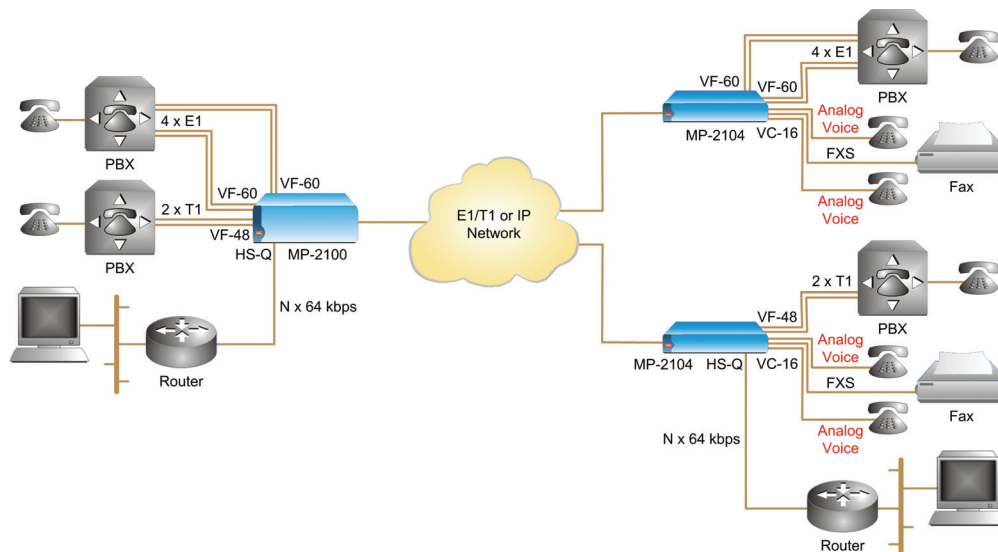 4 x E1
PBX
VF-60
VF-60
2 x T1
VF-48
PBX
HS-Q
MP-2100
N x 64 kbps
Router
E1/T1 or IP
Network
4 x E1
VF-60
VF-60
PBX
MP-2104
VC-16
Analog
Voice
FXS
Fax
Analog
Voice
2 x T1
VF-48
PBX
MP-2104
HS-Q
VC-16
Analog
Voice
FXS
Fax
Analog
Voice
N x 64 kbps
Router